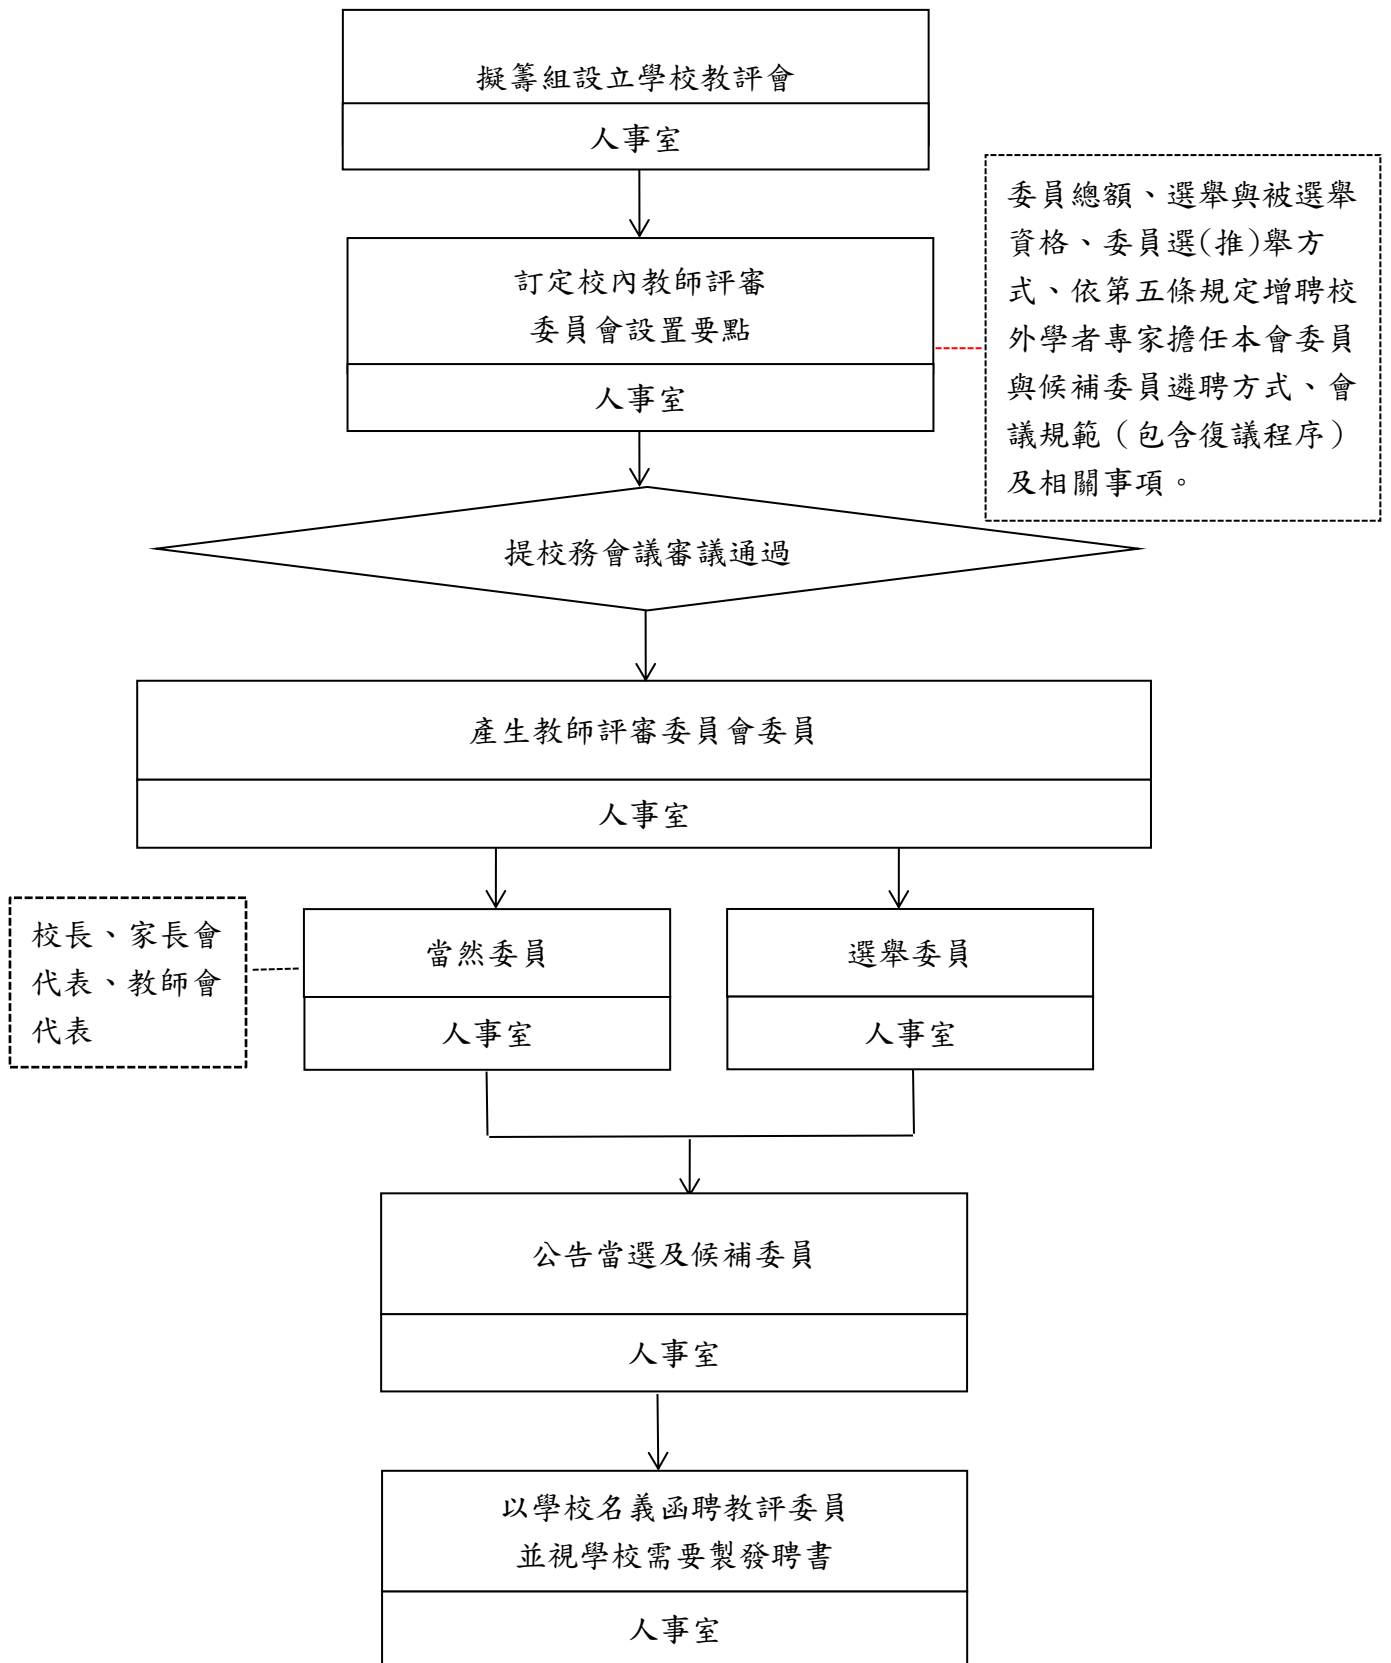 擬籌組設立學校教評會
人事室
訂定校內教師評審
委員會設置要點
人事室
委員總額、選舉與被選舉
資格、委員選(推)舉方
式、依第五條規定增聘校
外學者專家擔任本會委員
與候補委員遴聘方式、會
議規範（包含復議程序）
及相關事項。
提校務會議審議通過
產生教師評審委員會委員
人事室
校長、家長會
代表、教師會
代表
當然委員
人事室
選舉委員
人事室
公告當選及候補委員
人事室
以學校名義函聘教評委員
並視學校需要製發聘書
人事室